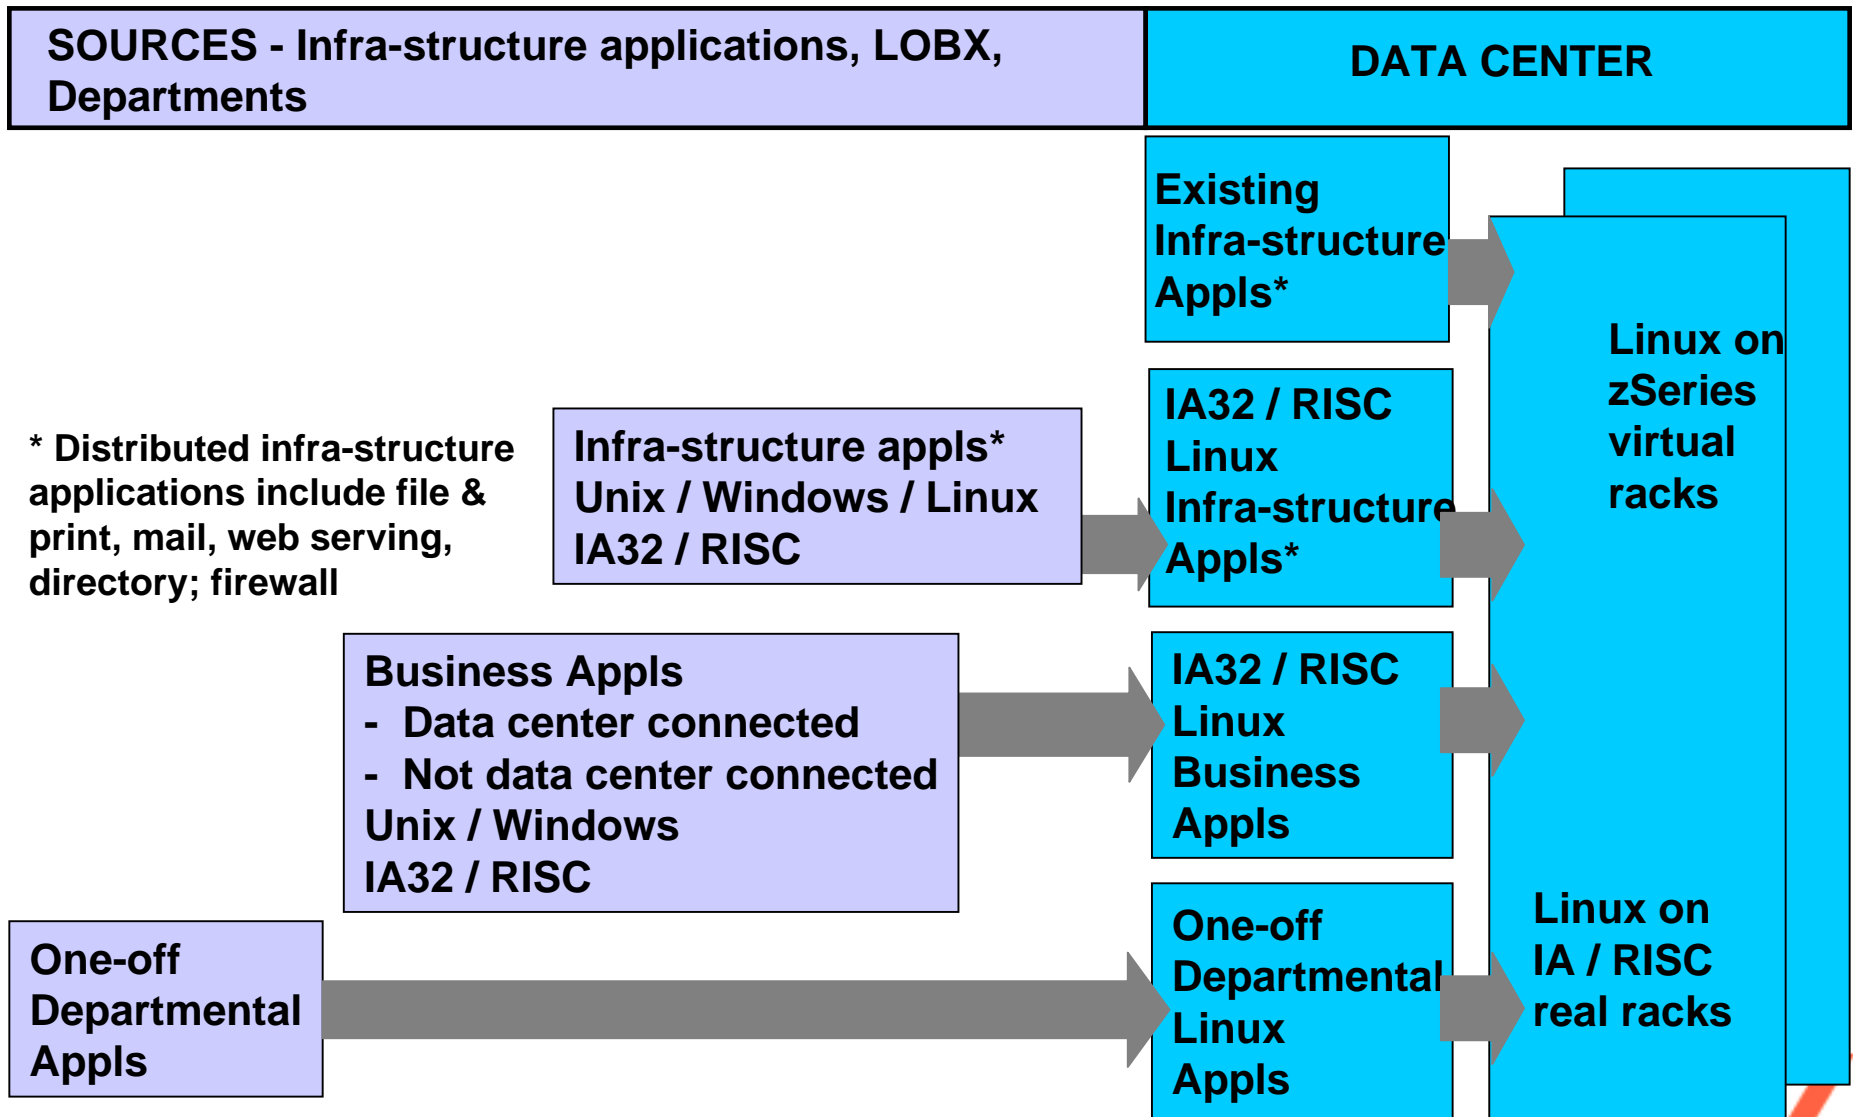 SOURCES - Infra-structure applications, LOBX,
Departments
DATA CENTER
Existing
Infra-structure
Appls*
Linux on
zSeries
virtual
racks
* Distributed infra-structure
applications include file &
print, mail, web serving,
directory; firewall
Infra-structure appls*
Unix / Windows / Linux
IA32 / RISC
IA32 / RISC
Linux
Infra-structure
Appls*
Business Appls
- Data center connected
- Not data center connected
Unix / Windows
IA32 / RISC
IA32 / RISC
Linux
Business
Appls
One-off
Departmental
Appls
One-off
Departmental
Linux
Appls
Linux on
IA / RISC
real racks